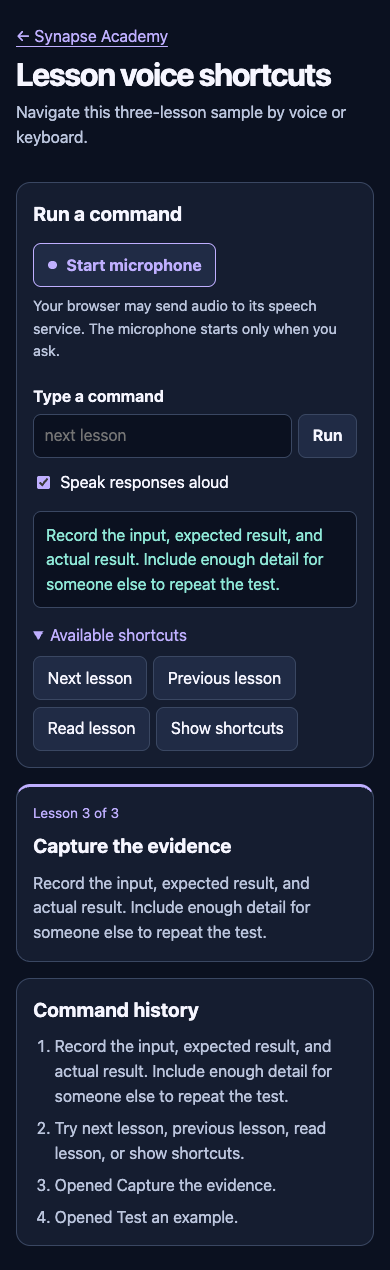 ← Synapse Academy
Lesson voice shortcuts
Navigate this three-lesson sample by voice or
keyboard.
Run a command
Start microphone
Your browser may send audio to its speech
service. The microphone starts only when you
ask.
Type a command
next lesson
Run
Speak responses aloud
Record the input, expected result, and
actual result. Include enough detail for
someone else to repeat the test.
▼ Available shortcuts
Next lesson
Previous lesson
Read lesson
Show shortcuts
Lesson 3 of 3
Capture the evidence
Record the input, expected result, and
actual result. Include enough detail for
someone else to repeat the test.
Command history
1. Record the input, expected result, and
actual result. Include enough detail for
someone else to repeat the test.
2. Try next lesson, previous lesson, read
lesson, or show shortcuts.
3. Opened Capture the evidence.
4. Opened Test an example.